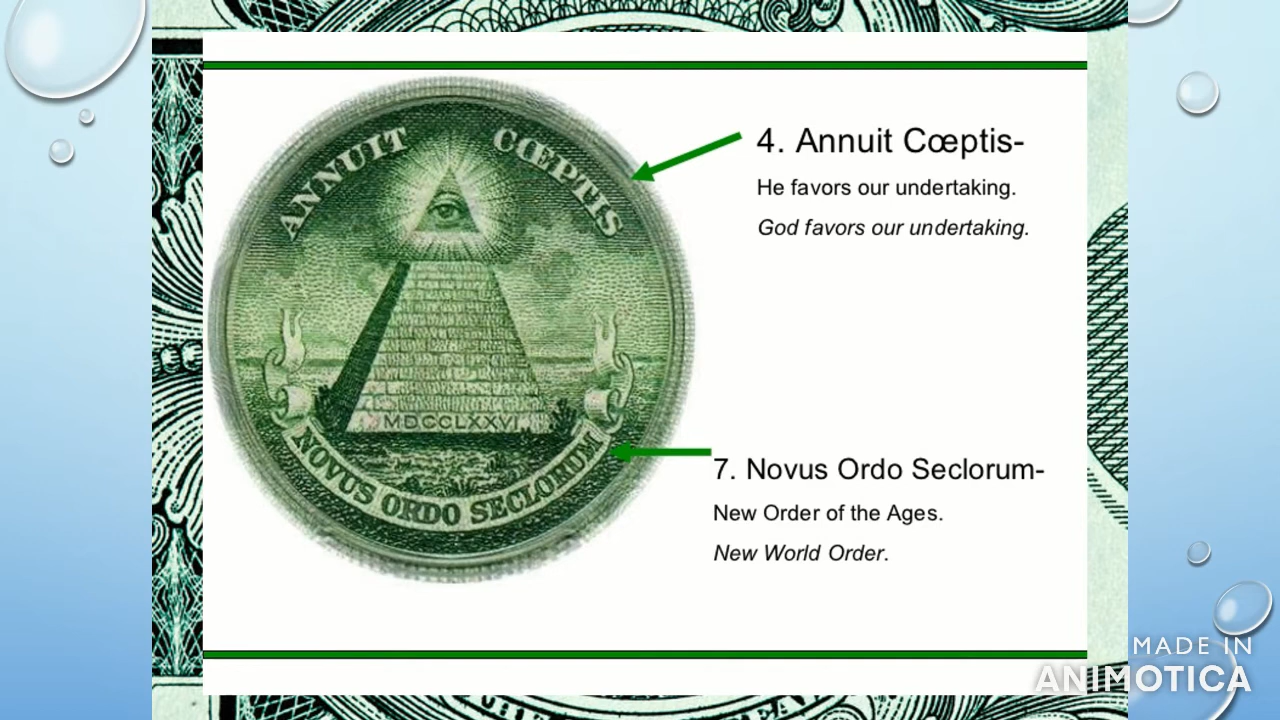 ANNUIT CŒPTIS
4. Annuit Cœptis-
He favors our undertaking.
God favors our undertaking.
MDCCLXXVI
NOVUS ORDO SECLORUM
7. Novus Ordo Seclorum-
New Order of the Ages.
New World Order.
MADE IN
ANIMOTICA